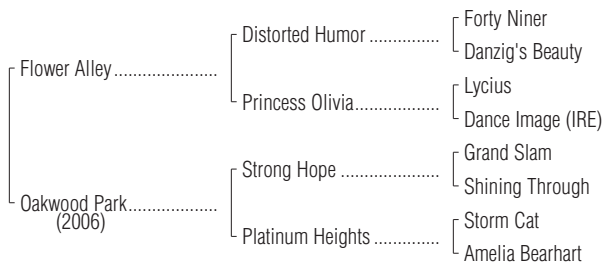 Forty Niner
Distorted Humor ...............
Danzig's Beauty
Flower Alley ......................
Lycius
Princess Olivia..................
Dance Image (IRE)
Grand Slam
Strong Hope ....................
Shining Through
Oakwood Park...................
(2006)
Storm Cat
Platinum Heights ..............
Amelia Bearhart